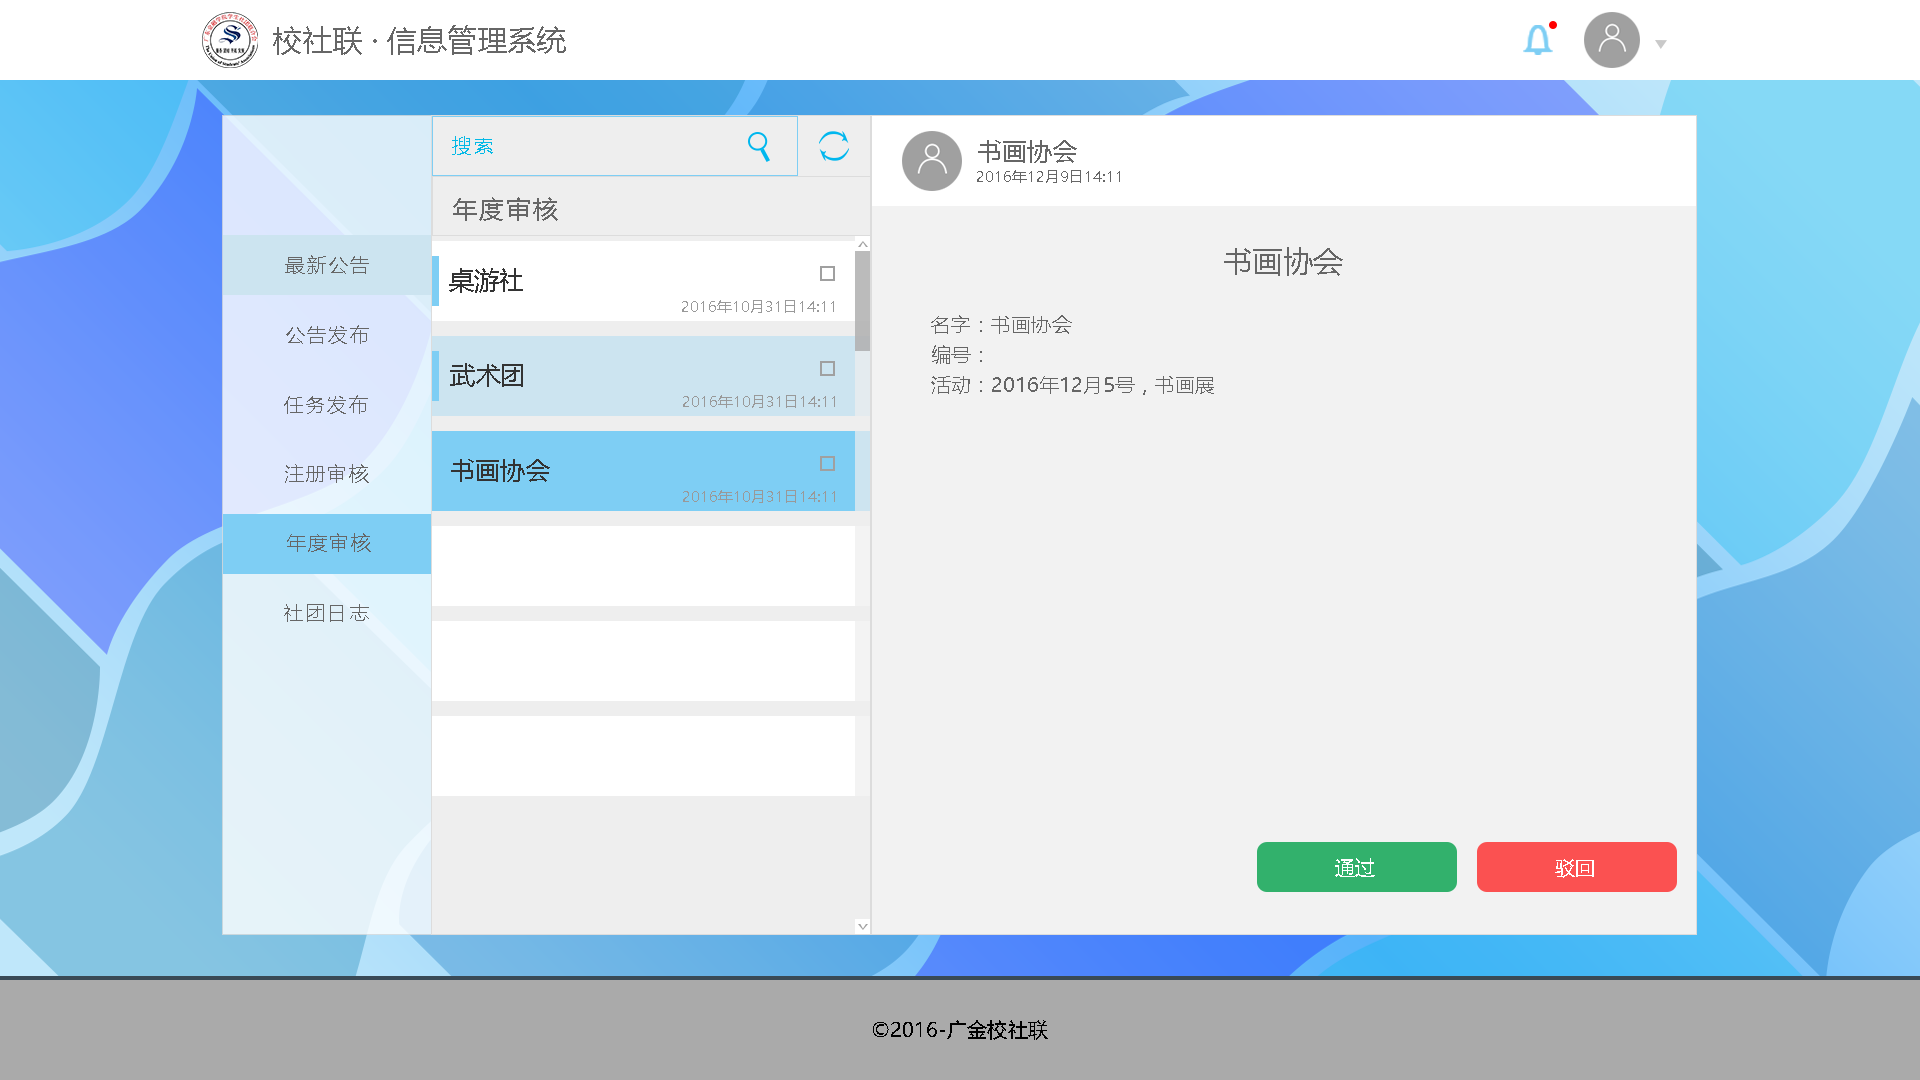 校社联 · 信息管理系统
最新公告
公告发布
任务发布
注册审核
年度审核
社团日志
搜索
年度审核
桌游社
2016年10月31日14:11
武术团
2016年10月31日14:11
书画协会
2016年10月31日14:11
书画协会
2016年12月9日14:11
书画协会
名字：书画协会
编号：
活动：2016年12月5号，书画展
通过
驳回
©2016-广金校社联